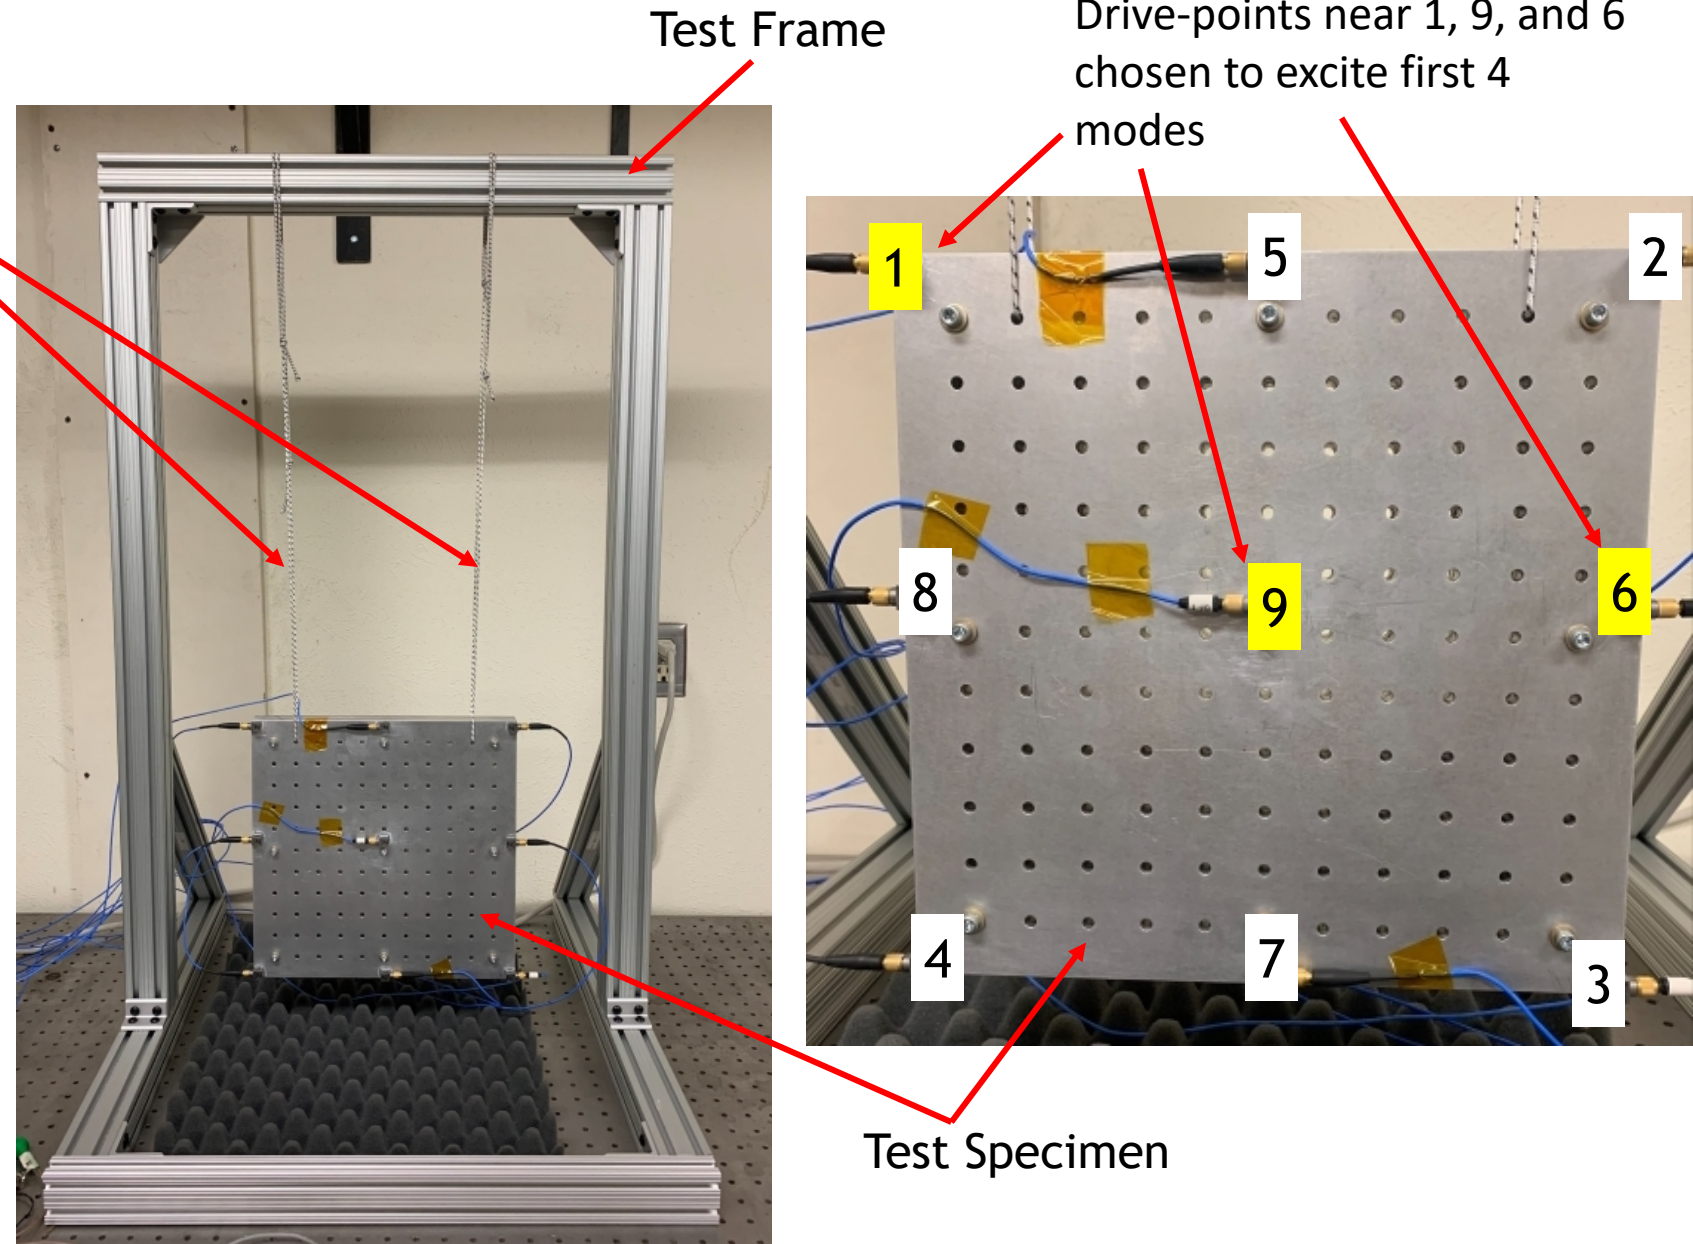 Test Frame
Drive-points near 1, 9, and 6
chosen to excite first 4
modes
1
5
2
8
9
6
4
7
3
Test Specimen